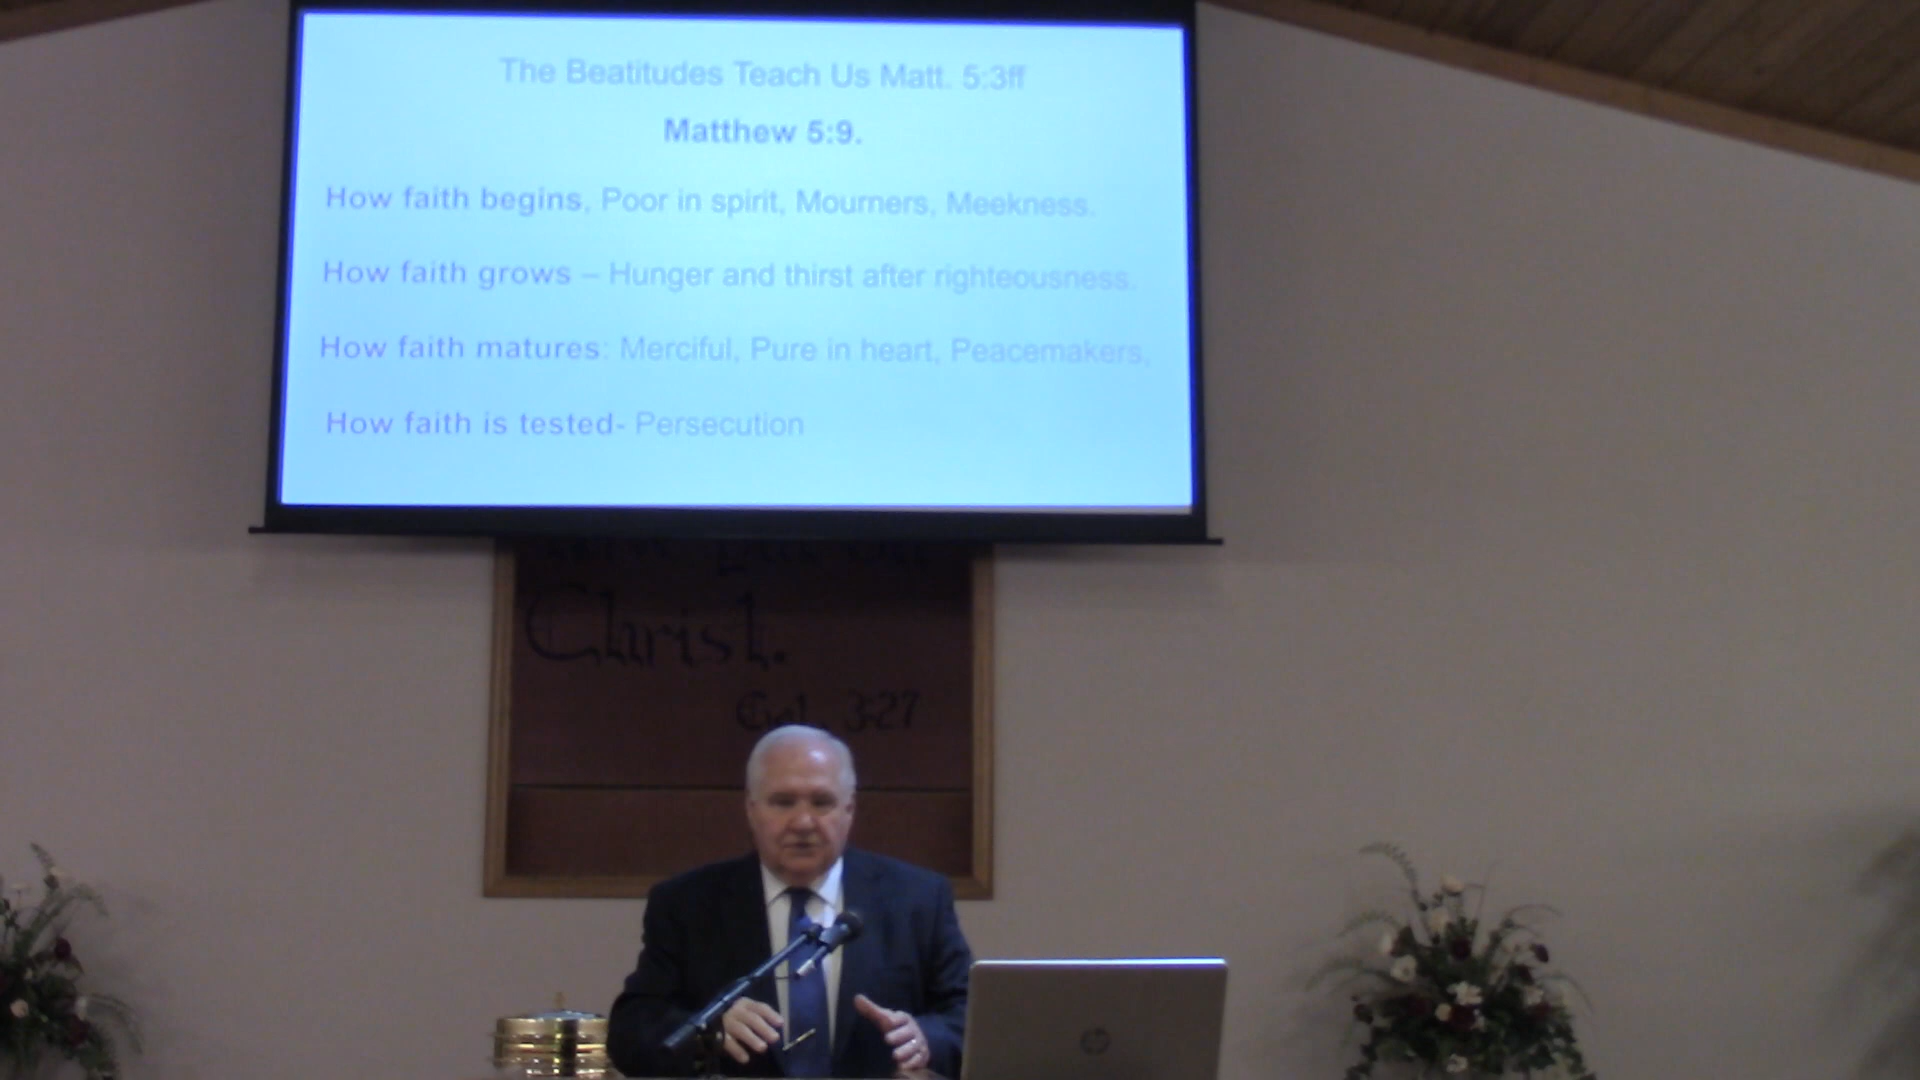 The Beatitudes Teach Us Matt. 5:3ff
Matthew 5:9.
How faith begins, Poor in spirit, Mourners, Meekness.
How faith grows – Hunger and thirst after righteousness.
How faith matures: Merciful, Pure in heart, Peacemakers,
How faith is tested- Persecution
Christ.
Gal. 3:27
hp